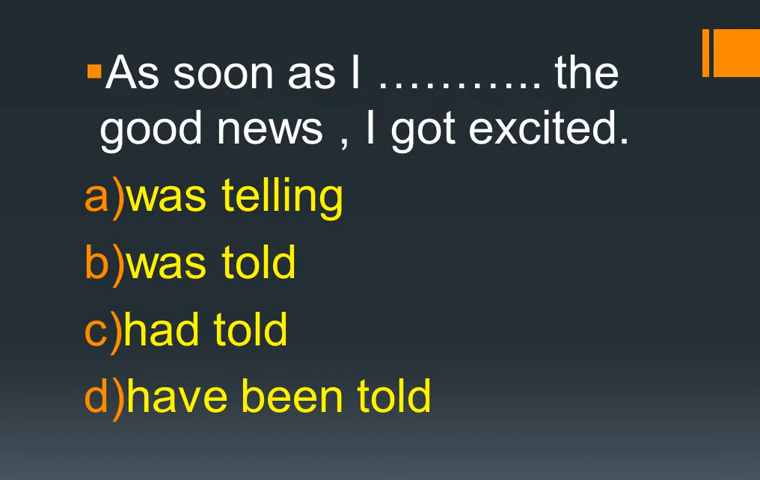 As soon as I ……….. the
good news , I got excited.
a)was telling
b)was told
c)had told
d)have been told